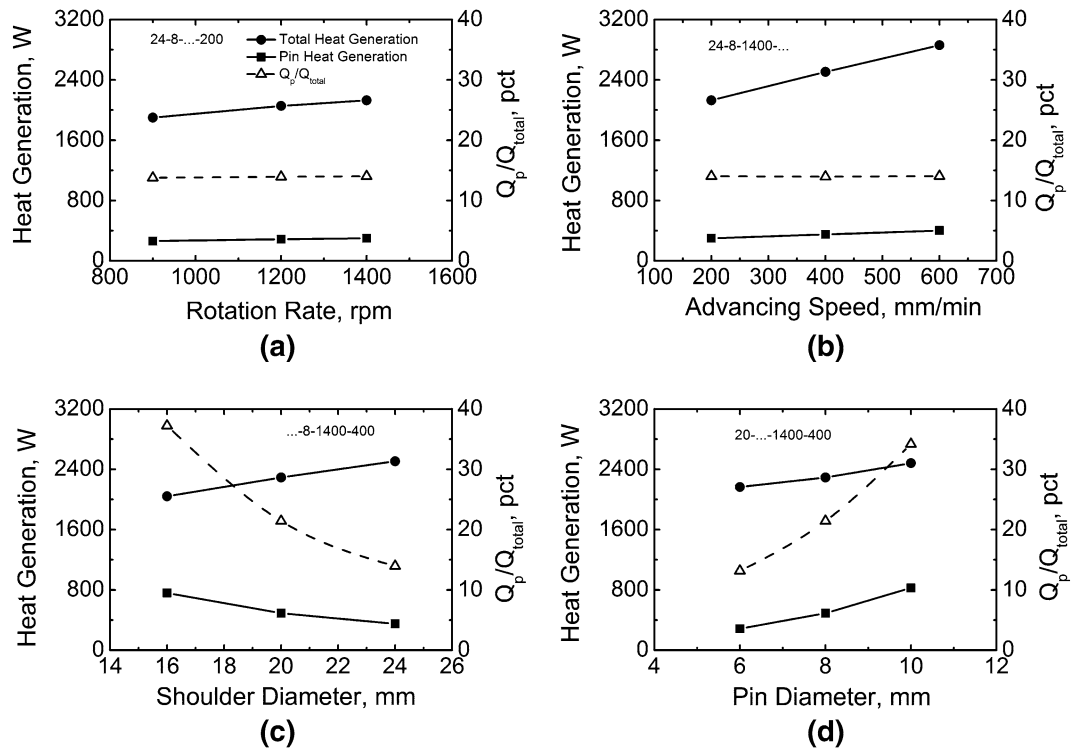 3200
2400
1600
800
0
Heat Generation, W
24-8-...-200
Total Heat Generation
Pin Heat Generation
Qp/Qtotal
40
30
20
10
0
Qp/Qtotal, pct
800 1000 1200 1400 1600
Rotation Rate, rpm
(a)
3200
2400
1600
800
0
Heat Generation, W
24-8-1400-...
40
30
20
10
0
Qp/Qtotal, pct
100 200 300 400 500 600 700
Advancing Speed, mm/min
(b)
3200
2400
1600
800
0
Heat Generation, W
...-8-1400-400
40
30
20
10
0
Qp/Qtotal, pct
14 16 18 20 22 24 26
Shoulder Diameter, mm
(c)
3200
2400
1600
800
0
Heat Generation, W
20-...-1400-400
40
30
20
10
0
Qp/Qtotal, pct
4 6 8 10 12
Pin Diameter, mm
(d)